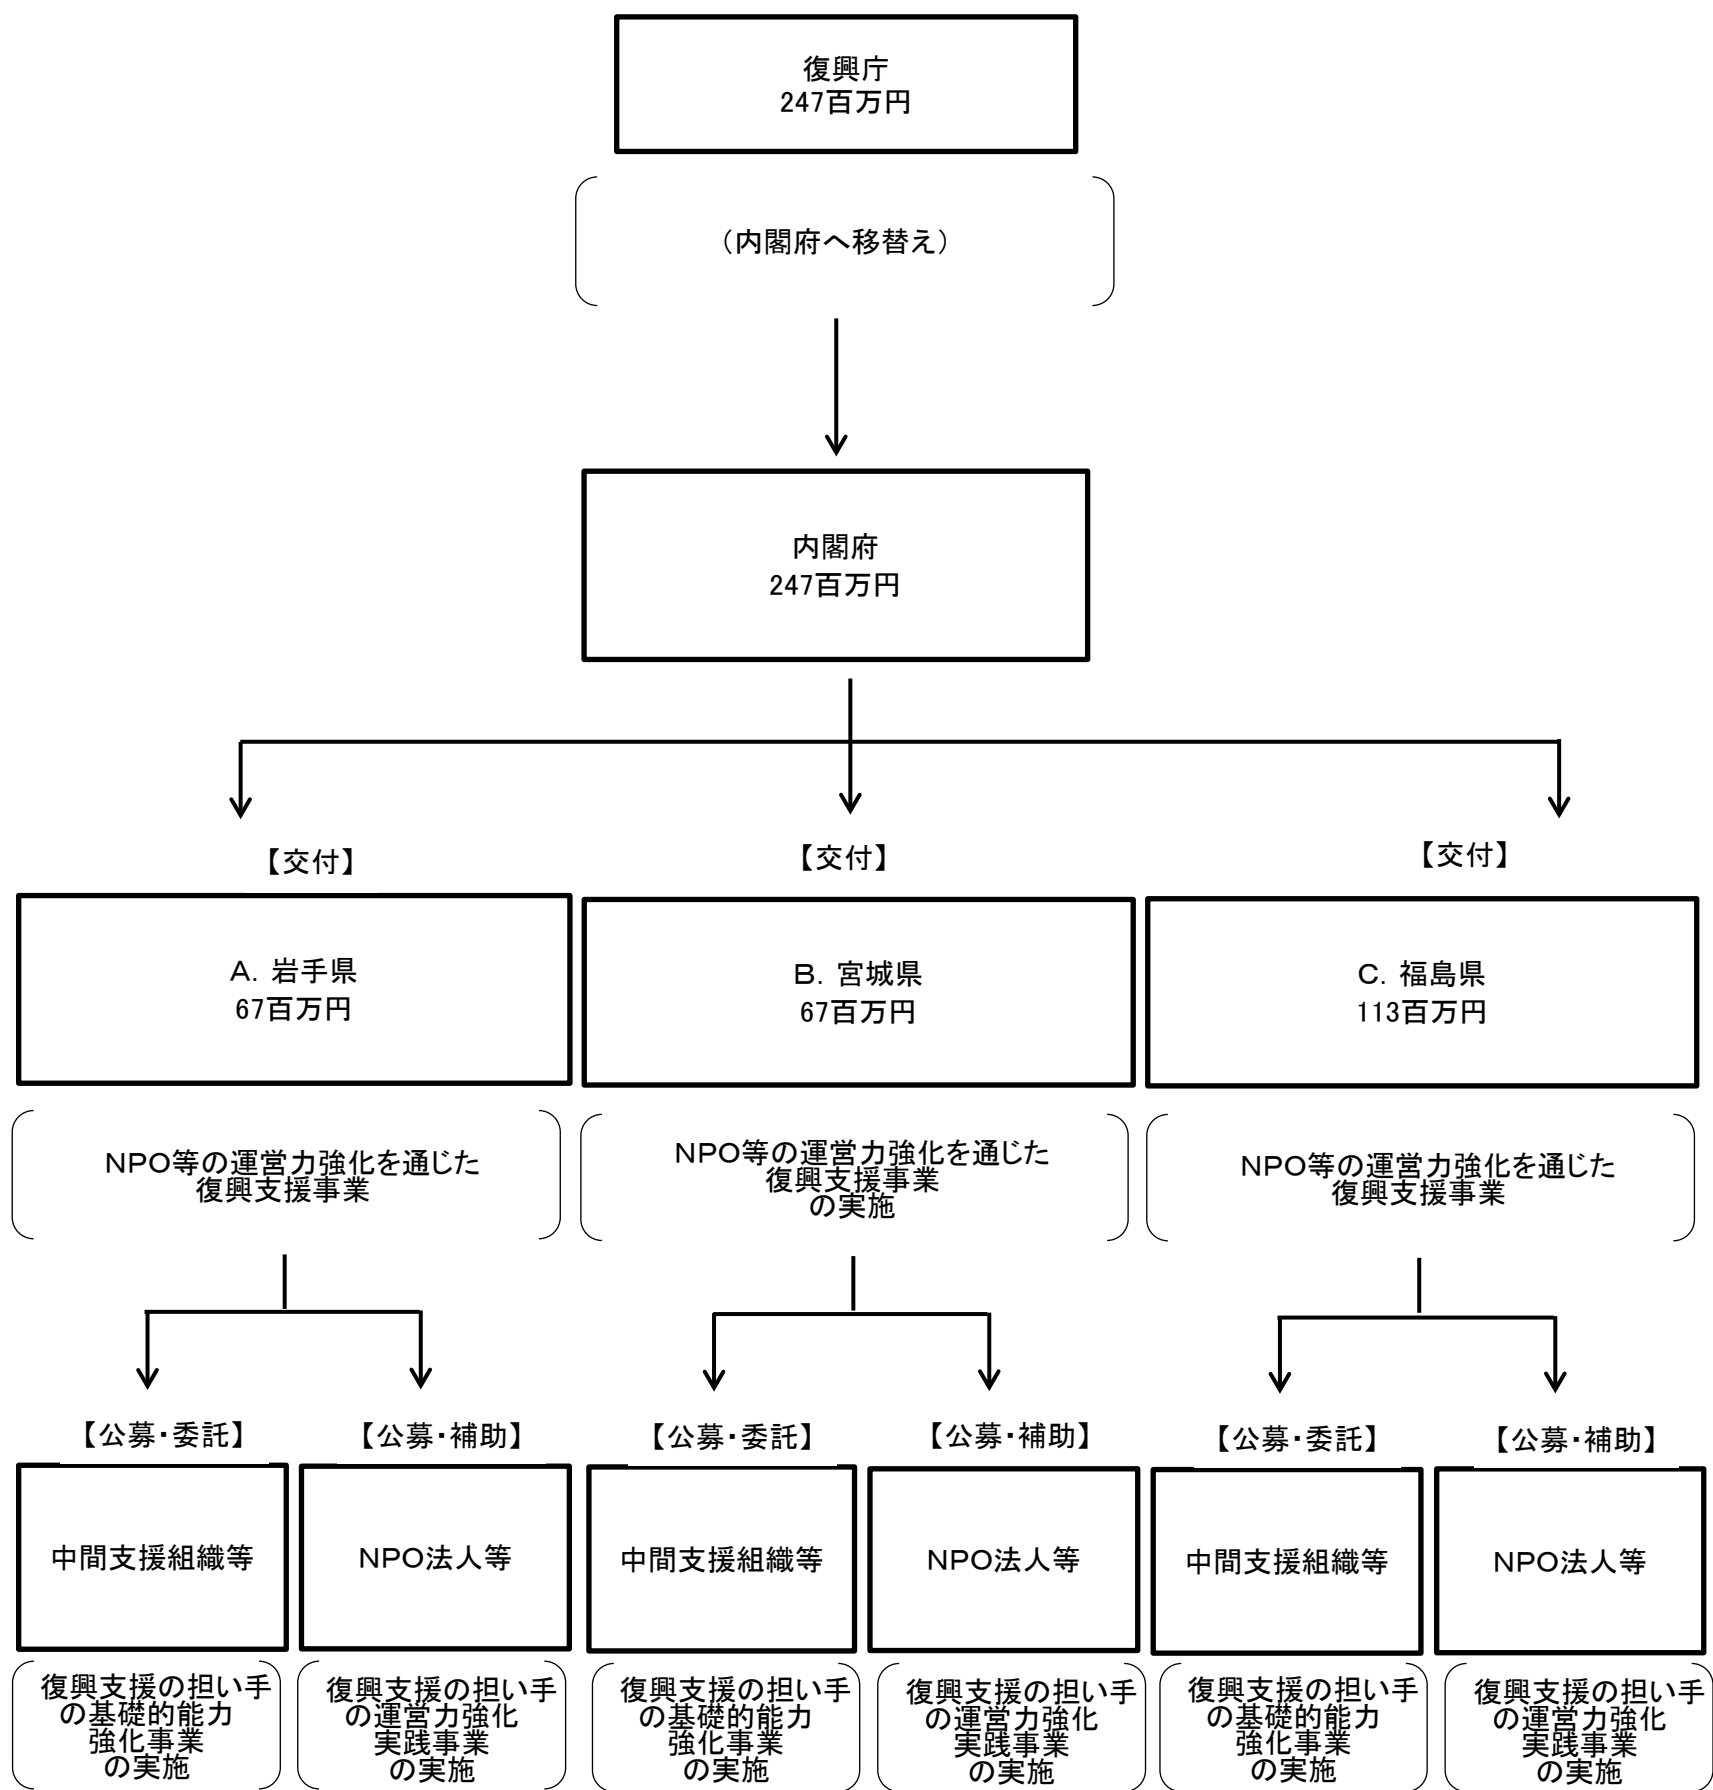 復興庁
247百万円
（内閣府へ移替え）
内閣府
247百万円
【交付】
【交付】
【交付】
A．岩手県
67百万円
B．宮城県
67百万円
C．福島県
113百万円
NPO等の運営力強化を通じた
復興支援事業
NPO等の運営力強化を通じた
復興支援事業
の実施
NPO等の運営力強化を通じた
復興支援事業
【公募・委託】
【公募・補助】
【公募・委託】
【公募・補助】
【公募・委託】
【公募・補助】
中間支援組織等
NPO法人等
中間支援組織等
NPO法人等
中間支援組織等
NPO法人等
復興支援の担い手
の基礎的能力
強化事業
の実施
復興支援の担い手
の運営力強化
実践事業
の実施
復興支援の担い手
の基礎的能力
強化事業
の実施
復興支援の担い手
の運営力強化
実践事業
の実施
復興支援の担い手
の基礎的能力
強化事業
の実施
復興支援の担い手
の運営力強化
実践事業
の実施